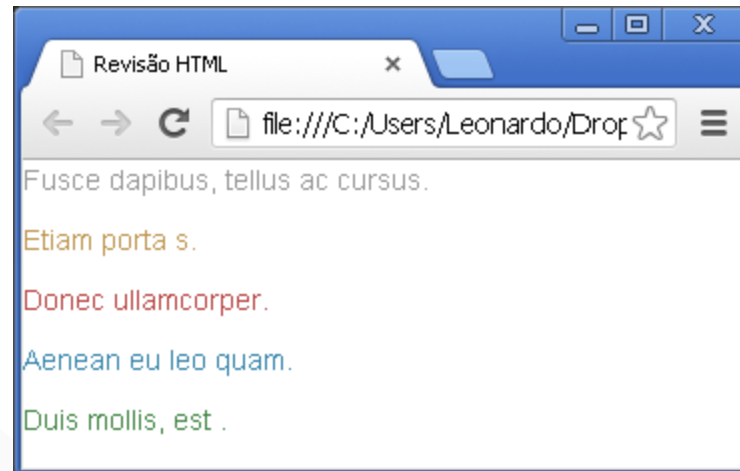 Revisão HTML
file:///C:/Users/Leonardo/Drop
Fusce dapibus, tellus ac cursus.
Etiam porta s.
Donec ullamcorper.
Aenean eu leo quam.
Duis mollis, est .